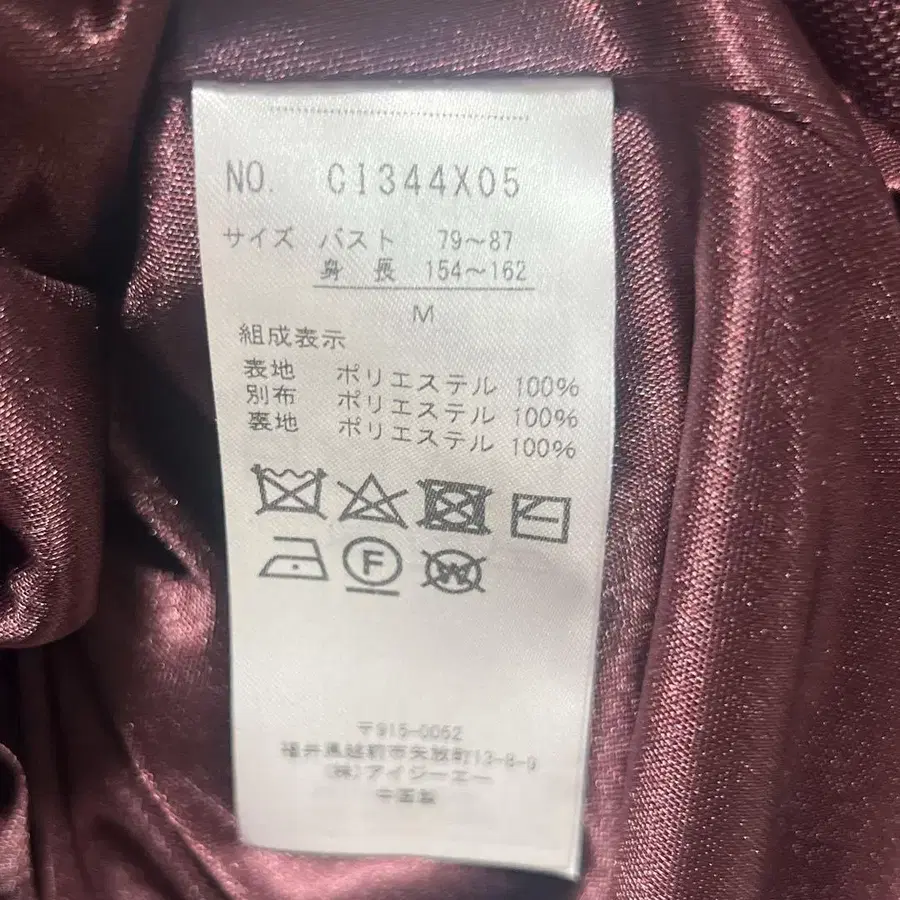 NO. CI344X05
サイズ バスト 79～87
身長 154～162
M
組成表示
表地 ポリエステル 100%
別布 ポリエステル 100%
裏地 ポリエステル 100%
F
W
〒915-0052
福井県越前市矢放町13-8-9
(株)アイジーエー
中国製